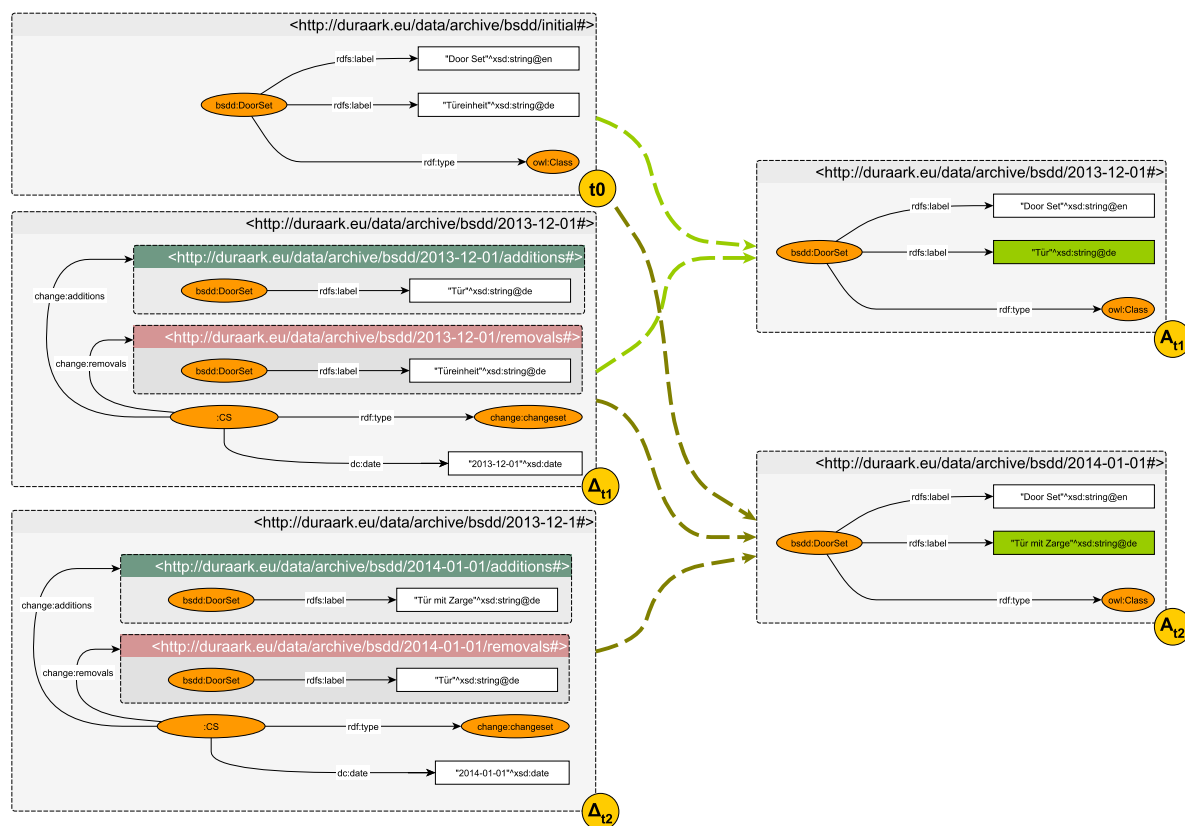 <http://duraark.eu/data/archive/bsdd/initial#>
rdfs:label
"Door Set"^xsd:string@en
bsdd:DoorSet
rdfs:label
"Türeinheit"^xsd:string@de
rdf:type
owl:Class
t0
<http://duraark.eu/data/archive/bsdd/2013-12-01#>
<http://duraark.eu/data/archive/bsdd/2013-12-01/additions#>
bsdd:DoorSet
rdfs:label
"Tür"^xsd:string@de
change:additions
<http://duraark.eu/data/archive/bsdd/2013-12-01/removals#>
change:removals
bsdd:DoorSet
rdfs:label
"Türeinheit"^xsd:string@de
:CS
rdf:type
change:changeset
dc:date
"2013-12-01"^xsd:date
Δt1
<http://duraark.eu/data/archive/bsdd/2013-12-1#>
<http://duraark.eu/data/archive/bsdd/2014-01-01/additions#>
bsdd:DoorSet
rdfs:label
"Tür mit Zarge"^xsd:string@de
change:additions
<http://duraark.eu/data/archive/bsdd/2014-01-01/removals#>
change:removals
bsdd:DoorSet
rdfs:label
"Tür"^xsd:string@de
:CS
rdf:type
change:changeset
dc:date
"2014-01-01"^xsd:date
Δt2
<http://duraark.eu/data/archive/bsdd/2013-12-01#>
rdfs:label
"Door Set"^xsd:string@en
bsdd:DoorSet
rdfs:label
"Tür"^xsd:string@de
rdf:type
owl:Class
At1
<http://duraark.eu/data/archive/bsdd/2014-01-01#>
rdfs:label
"Door Set"^xsd:string@en
bsdd:DoorSet
rdfs:label
"Tür mit Zarge"^xsd:string@de
rdf:type
owl:Class
At2